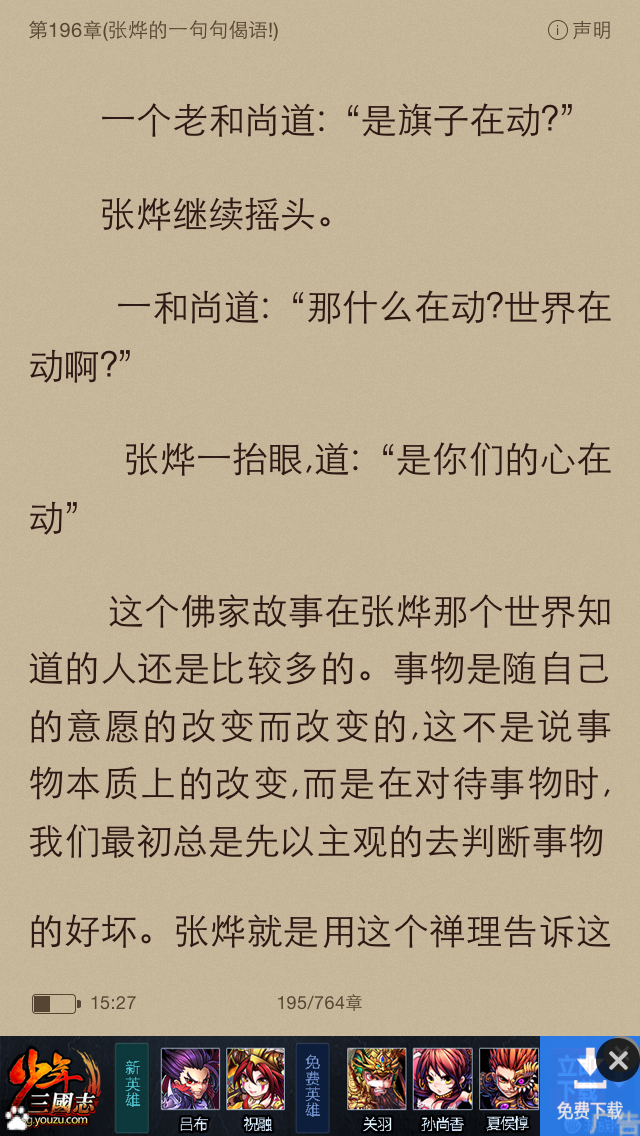 第196章(张烨的一句句偈语!)
ⓘ声明
一个老和尚道:“是旗子在动?”
张烨继续摇头。
一和尚道:“那什么在动?世界在
动啊?”
张烨一抬眼,道:“是你们的心在
动”
这个佛家故事在张烨那个世界知
道的人还是比较多的。事物是随自己
的意愿的改变而改变的,这不是说事
物本质上的改变,而是在对待事物时,
我们最初总是先以主观的去判断事物
的好坏。张烨就是用这个禅理告诉这
15:27
195/764章
少年
三國志
g.youzu.com
新英雄
吕布
祝融
免费英雄
关羽
孙尚香
夏侯惇
免费下载
广告